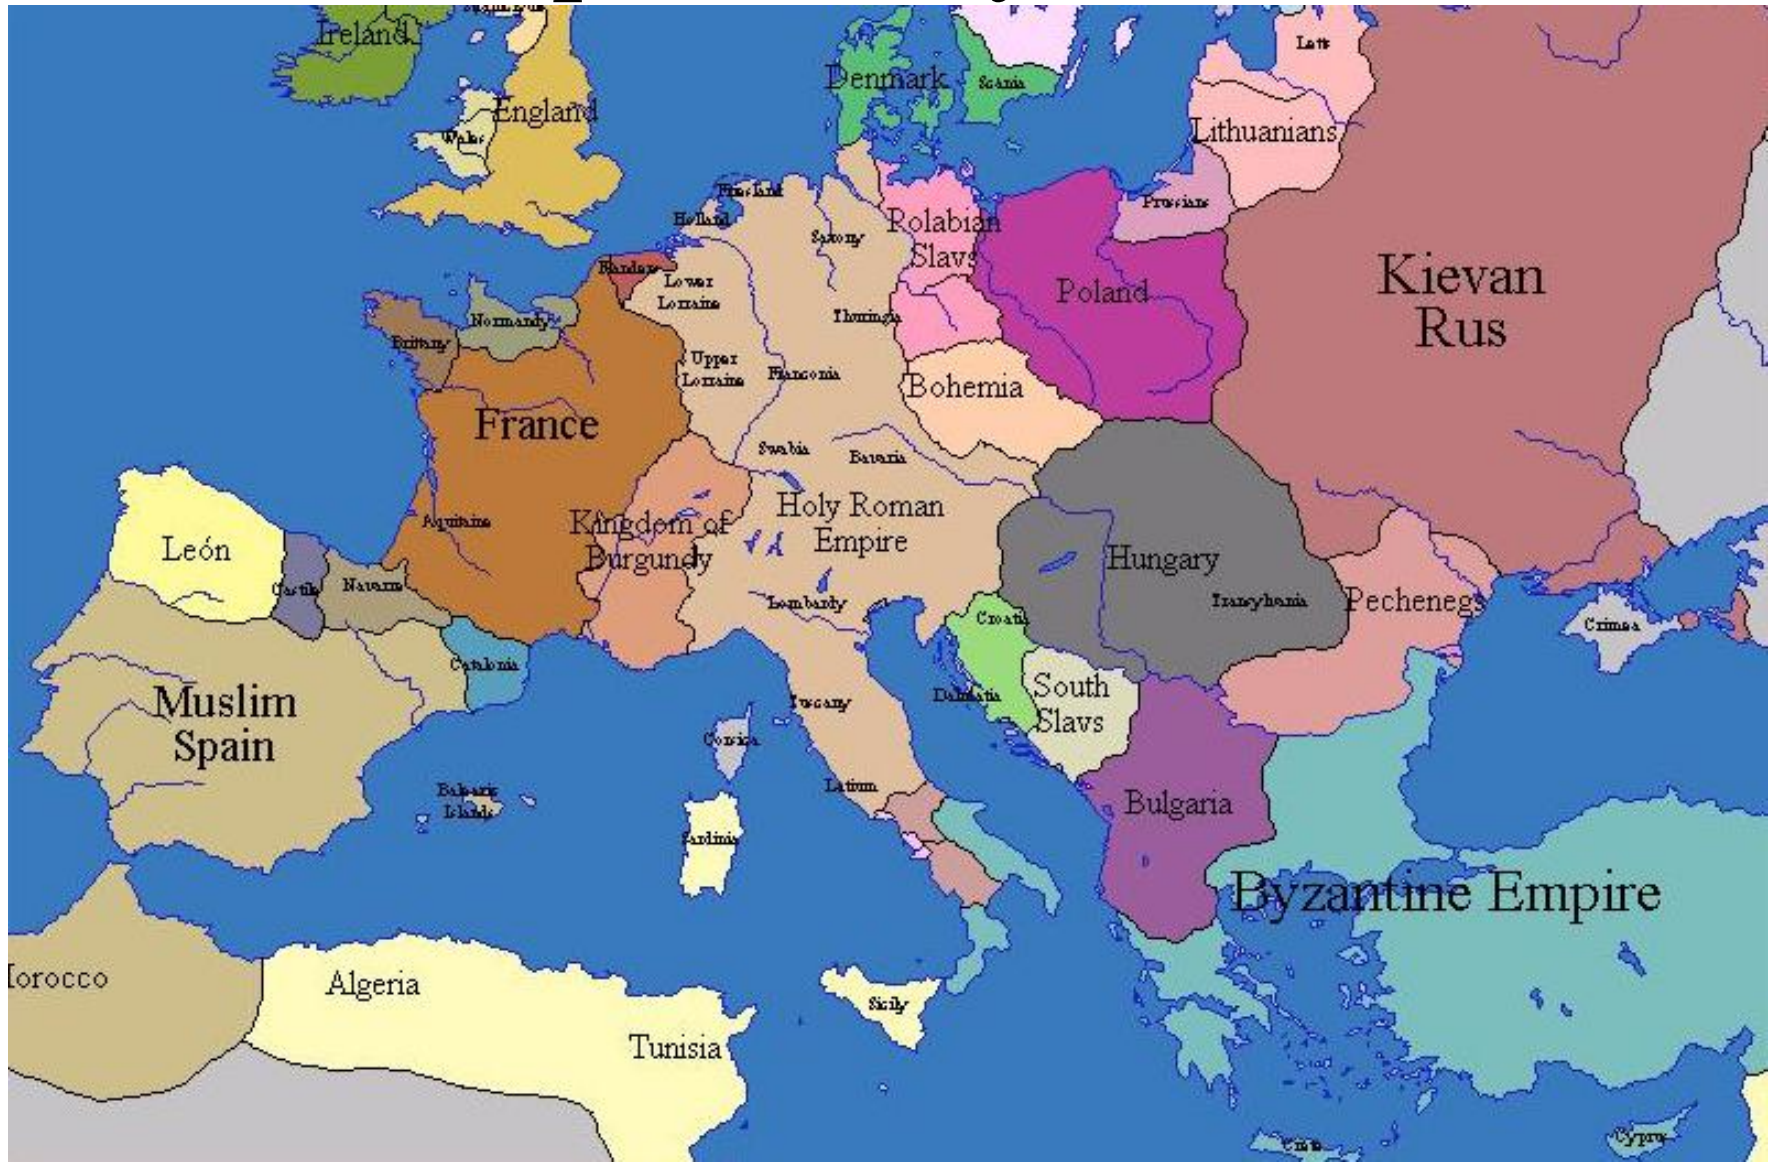 Ireland
England
Wales
Denmark
Scania
Letts
Lithuanians
Prussians
Friesland
Holland
Saxony
Polabian
Slavs
Poland
Kievan
Rus
Flanders
Lower
Lorraine
Thuringia
Normandy
Brittany
Upper
Lorraine
Franconia
Bohemia
France
Swabia
Bavaria
Holy Roman
Empire
Aquitaine
Kingdom of
Burgundy
Hungary
Transylvania
León
Castile
Navarre
Lombardy
Croatia
Pechenegs
Crimea
Catalonia
Muslim
Spain
Tuscany
Dalmatia
South
Slavs
Corsica
Latium
Balearic
Islands
Sardinia
Bulgaria
Byzantine Empire
Morocco
Algeria
Tunisia
Sicily
Crete
Cyprus